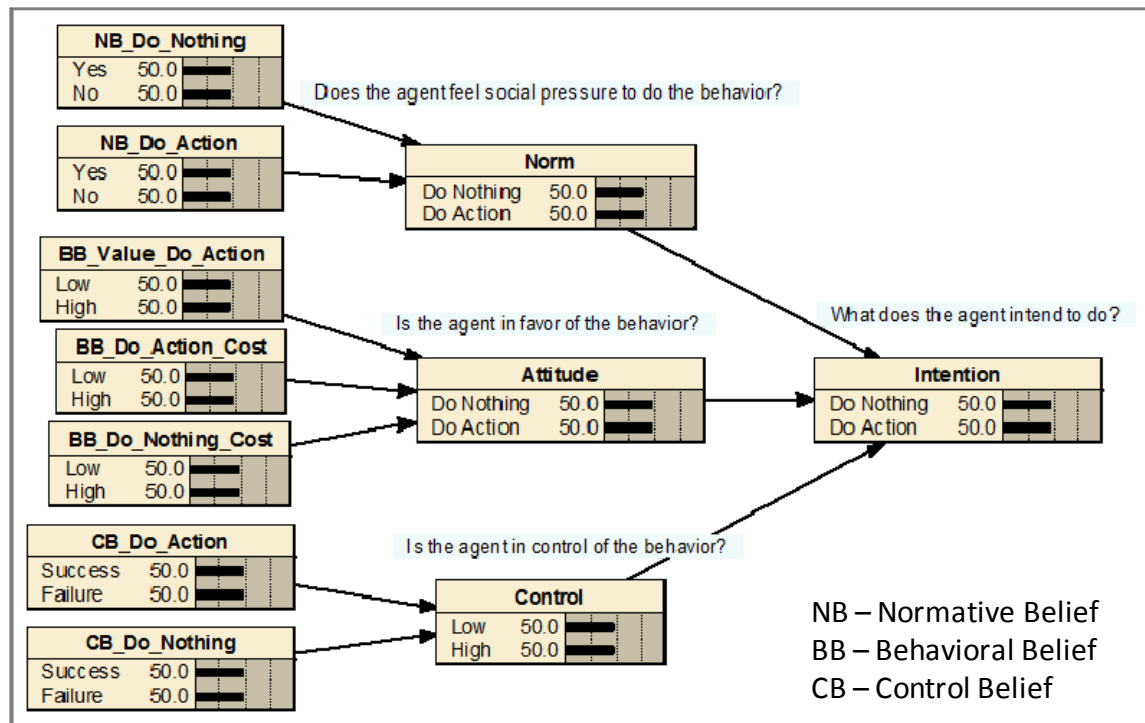 NB_Do_Nothing
Yes 50.0
No 50.0
Does the agent feel social pressure to do the behavior?
NB_Do_Action
Yes 50.0
No 50.0
Norm
Do Nothing 50.0
Do Action 50.0
BB_Value_Do_Action
Low 50.0
High 50.0
Is the agent in favor of the behavior?
What does the agent intend to do?
BB_Do_Action_Cost
Low 50.0
High 50.0
Attitude
Do Nothing 50.0
Do Action 50.0
Intention
Do Nothing 50.0
Do Action 50.0
BB_Do_Nothing_Cost
Low 50.0
High 50.0
CB_Do_Action
Success 50.0
Failure 50.0
Is the agent in control of the behavior?
Control
Low 50.0
High 50.0
CB_Do_Nothing
Success 50.0
Failure 50.0
NB – Normative Belief
BB – Behavioral Belief
CB – Control Belief